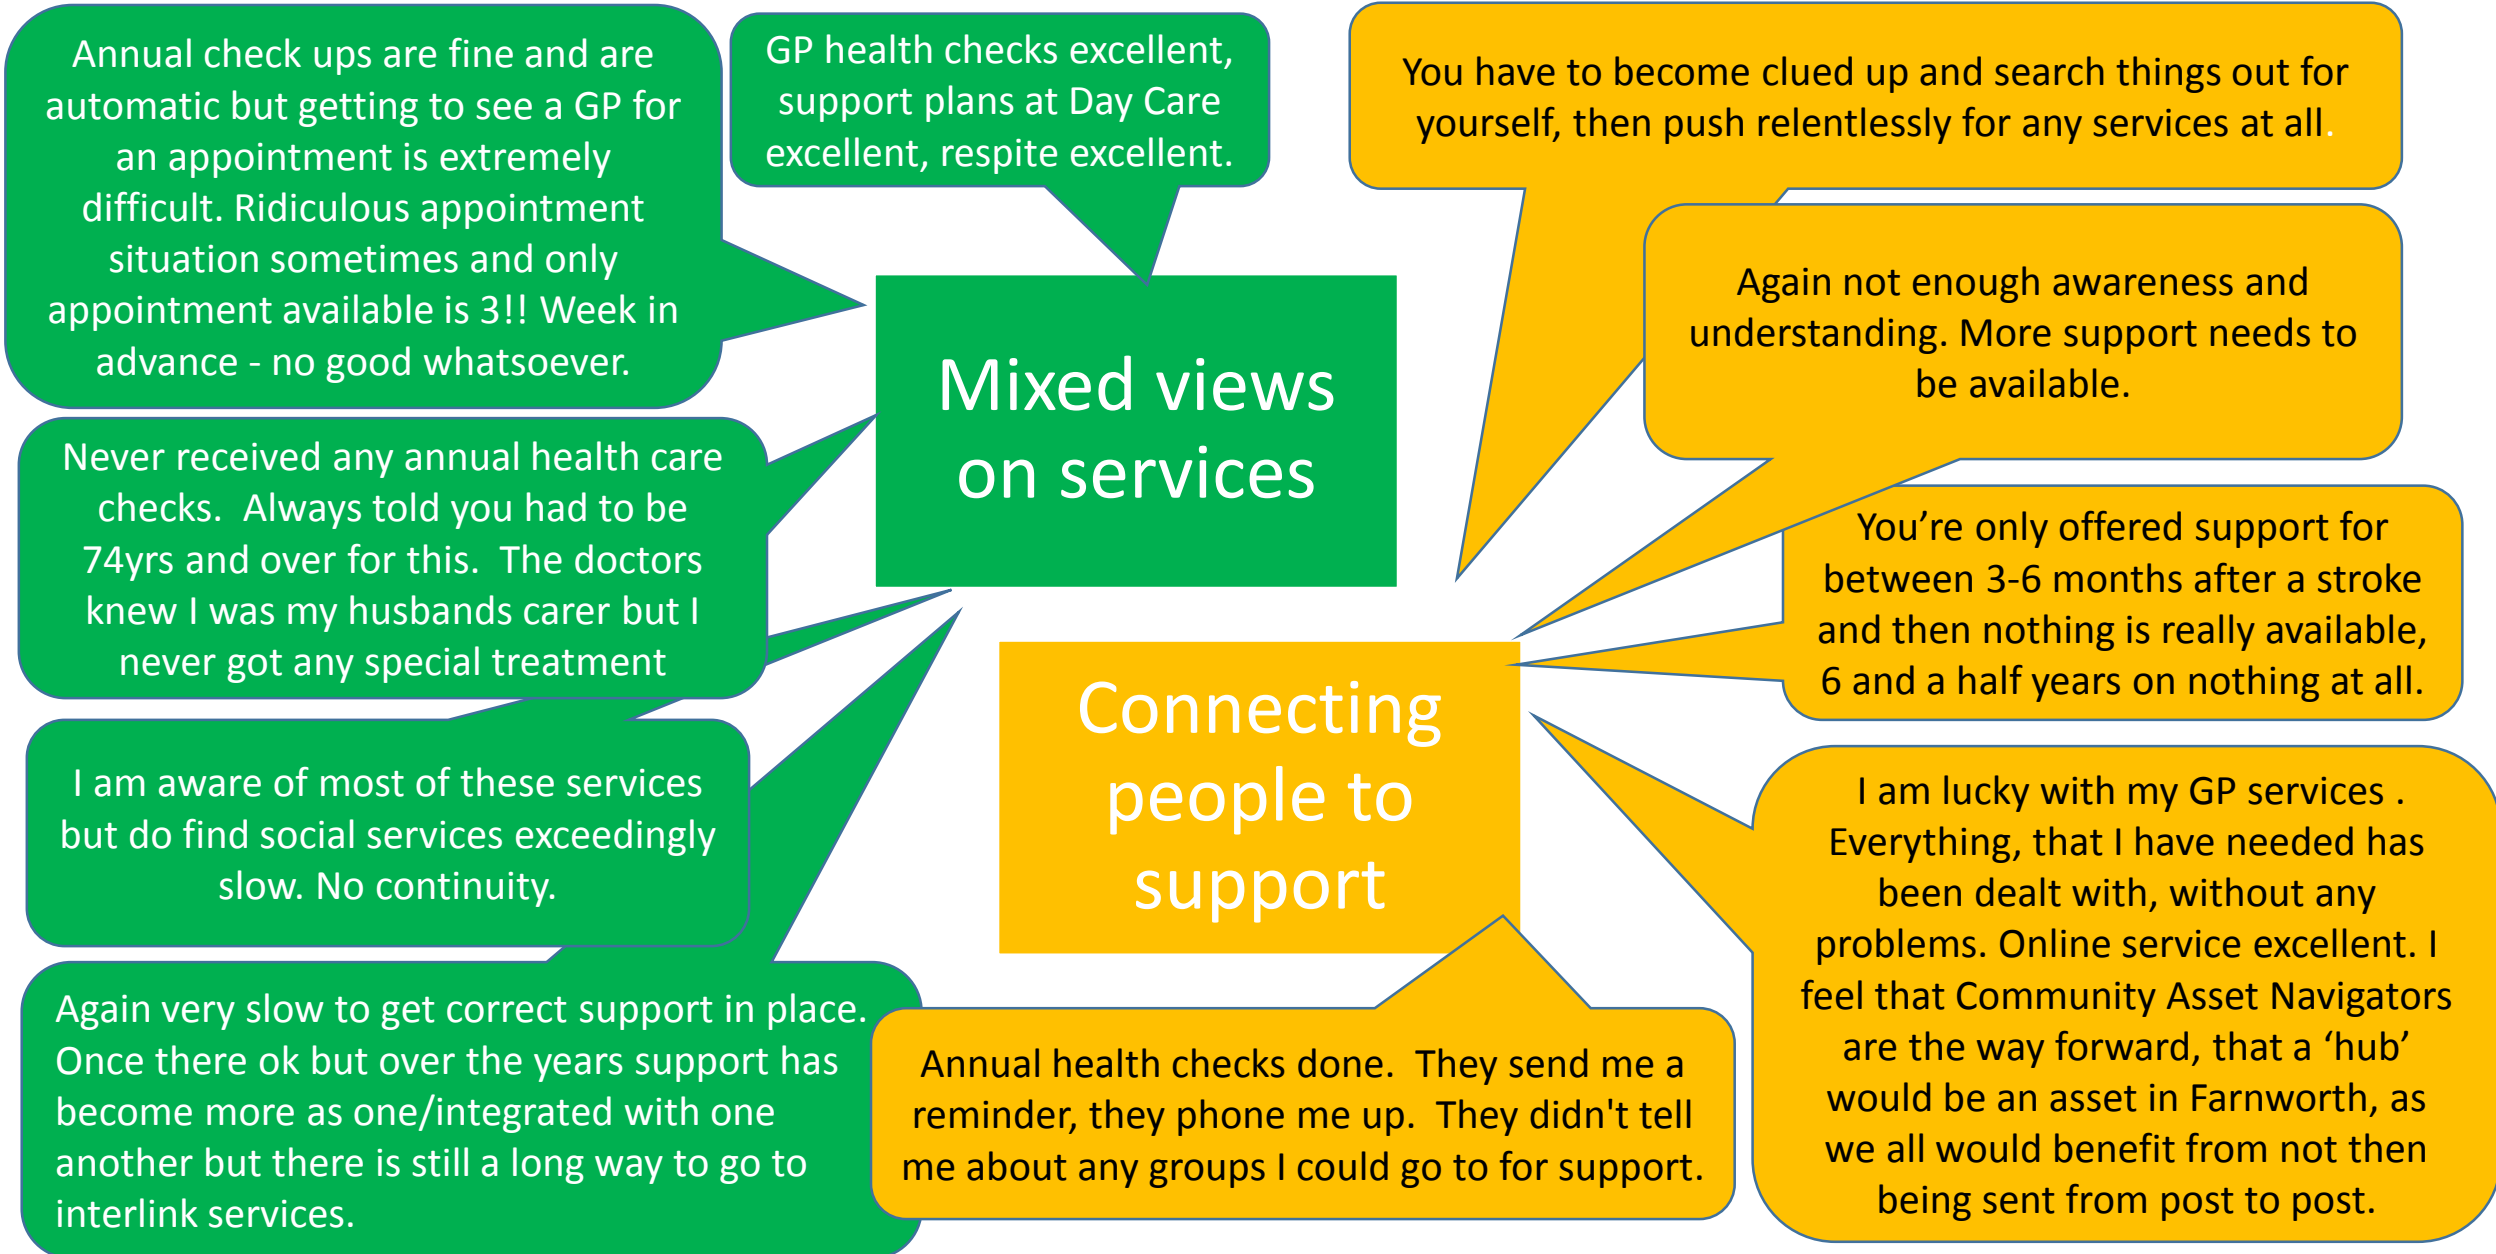 Annual check ups are fine and are
automatic but getting to see a GP for
an appointment is extremely
difficult. Ridiculous appointment
situation sometimes and only
appointment available is 3!! Week in
advance - no good whatsoever.
GP health checks excellent,
support plans at Day Care
excellent, respite excellent.
You have to become clued up and search things out for
yourself, then push relentlessly for any services at all.
Again not enough awareness and
understanding. More support needs to
be available.
Mixed views
on services
Never received any annual health care
checks.  Always told you had to be
74yrs and over for this.  The doctors
knew I was my husbands carer but I
never got any special treatment
You’re only offered support for
between 3-6 months after a stroke
and then nothing is really available,
6 and a half years on nothing at all.
Connecting
people to
support
I am aware of most of these services
but do find social services exceedingly
slow. No continuity.
I am lucky with my GP services .
Everything, that I have needed has
been dealt with, without any
problems. Online service excellent. I
feel that Community Asset Navigators
are the way forward, that a ‘hub’
would be an asset in Farnworth, as
we all would benefit from not then
being sent from post to post.
Again very slow to get correct support in place.
Once there ok but over the years support has
become more as one/integrated with one
another but there is still a long way to go to
interlink services.
Annual health checks done.  They send me a
reminder, they phone me up.  They didn't tell
me about any groups I could go to for support.